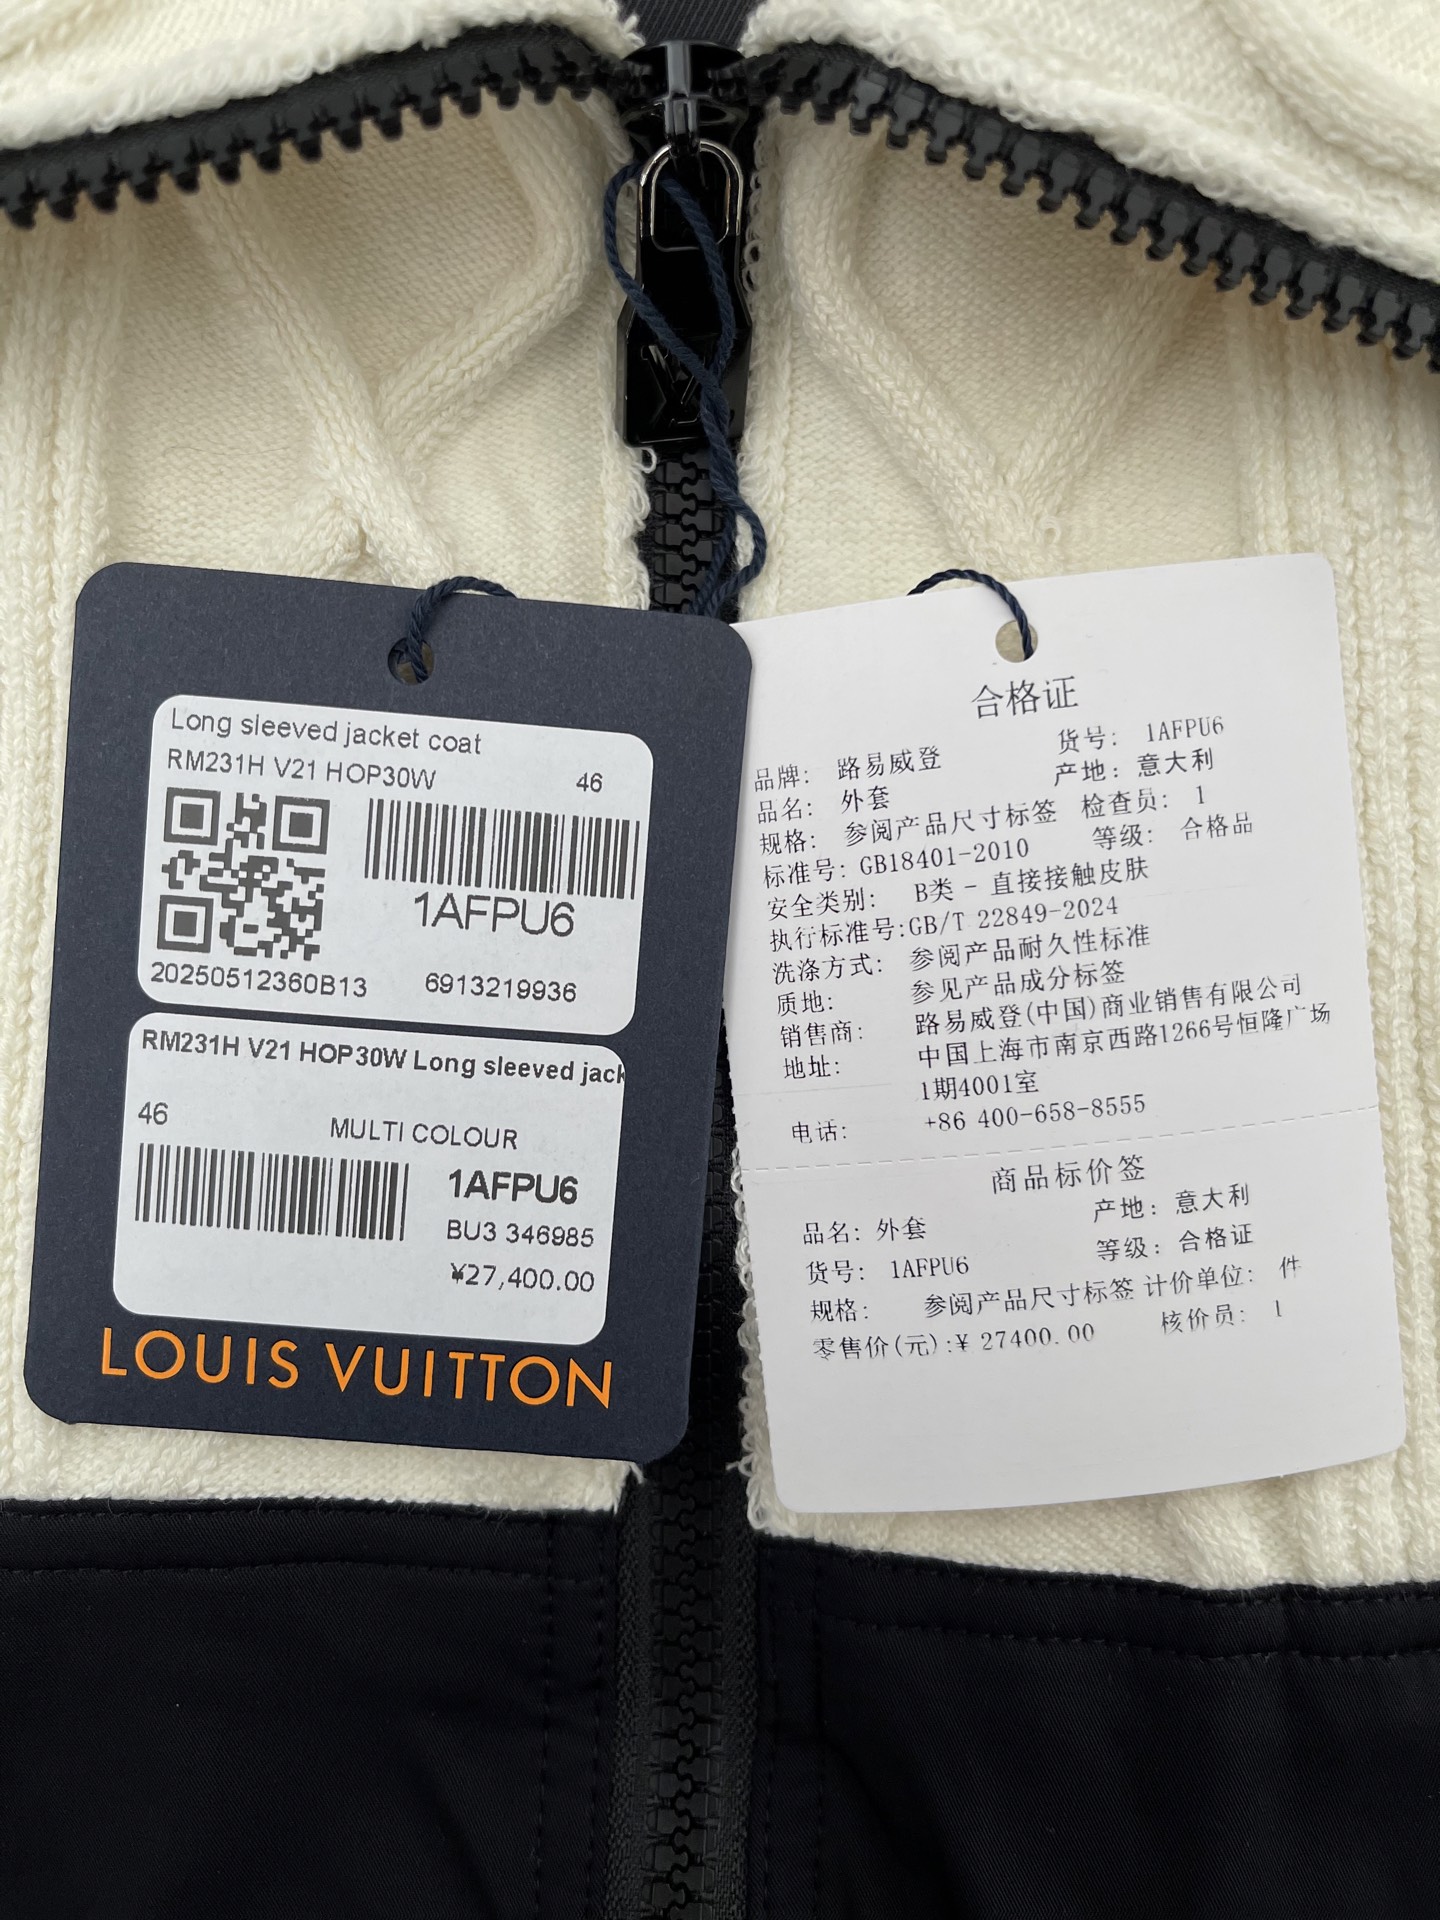 Long sleeved jacket coat
RM231H V21 HOP30W 46
1AFPU6
20250512360B13 6913219936
RM231H V21 HOP30W Long sleeved jack
46
MULTI COLOUR
1AFPU6
BU3 346985
¥27,400.00
LOUIS VUITTON
合格证
品牌: 路易威登 货号: 1AFPU6
品名: 外套 产地: 意大利
规格: 参阅产品尺寸标签 检查员: 1
标准号: GB18401-2010 等级: 合格品
安全类别: B类 - 直接接触皮肤
执行标准号:GB/T 22849-2024
洗涤方式: 参阅产品耐久性标准
质地: 参见产品成分标签
销售商: 路易威登(中国)商业销售有限公司
地址: 中国上海市南京西路1266号恒隆广场
1期4001室
电话: +86 400-658-8555
商品标价签
品名: 外套 产地: 意大利
货号: 1AFPU6 等级: 合格证
规格: 参阅产品尺寸标签 计价单位: 件
零售价(元):¥ 27400.00 核价员: 1